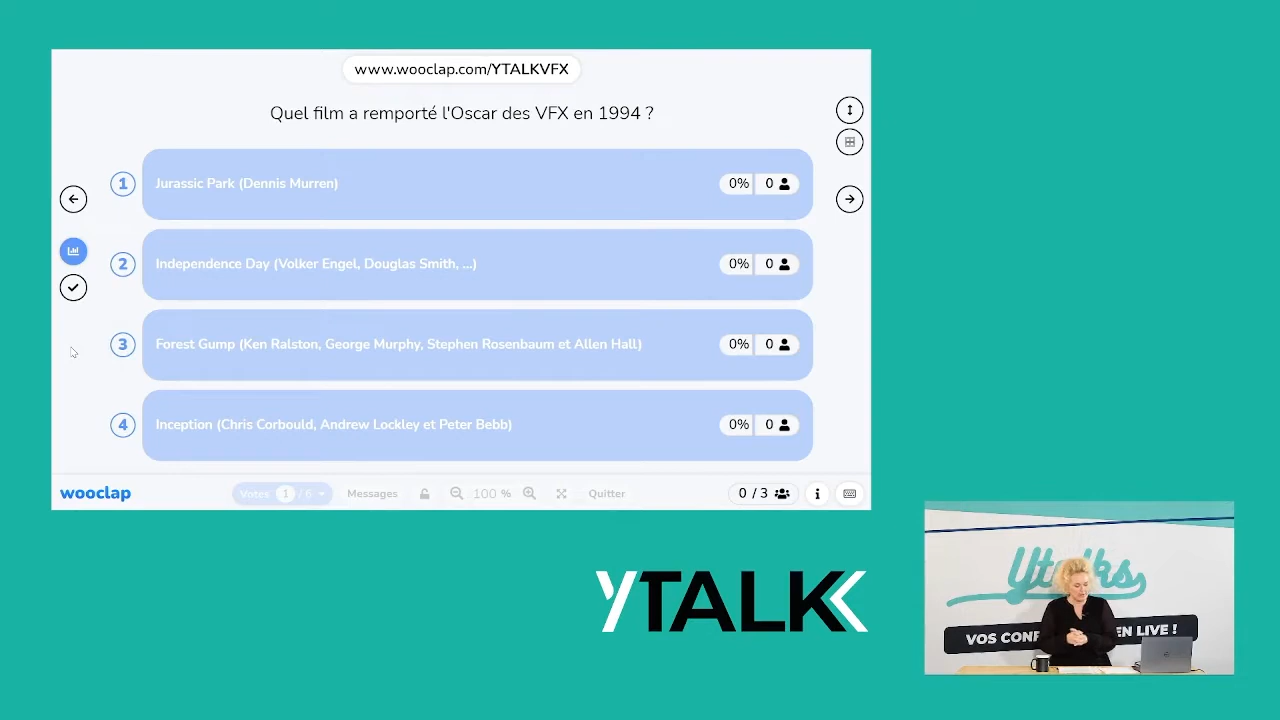 www.wooclap.com/YTALKVFX
Quel film a remporté l'Oscar des VFX en 1994 ?
1 Jurassic Park (Dennis Murren) 0% 0
2 Independence Day (Volker Engel, Douglas Smith, ...) 0% 0
3 Forest Gump (Ken Ralston, George Murphy, Stephen Rosenbaum et Allen Hall) 0% 0
4 Inception (Chris Corbould, Andrew Lockley et Peter Bebb) 0% 0
wooclap Votes 1 / 6 Messages 100 % Quitter 0 / 3
YTALK
Ytalks
VOS CONF EN LIVE !